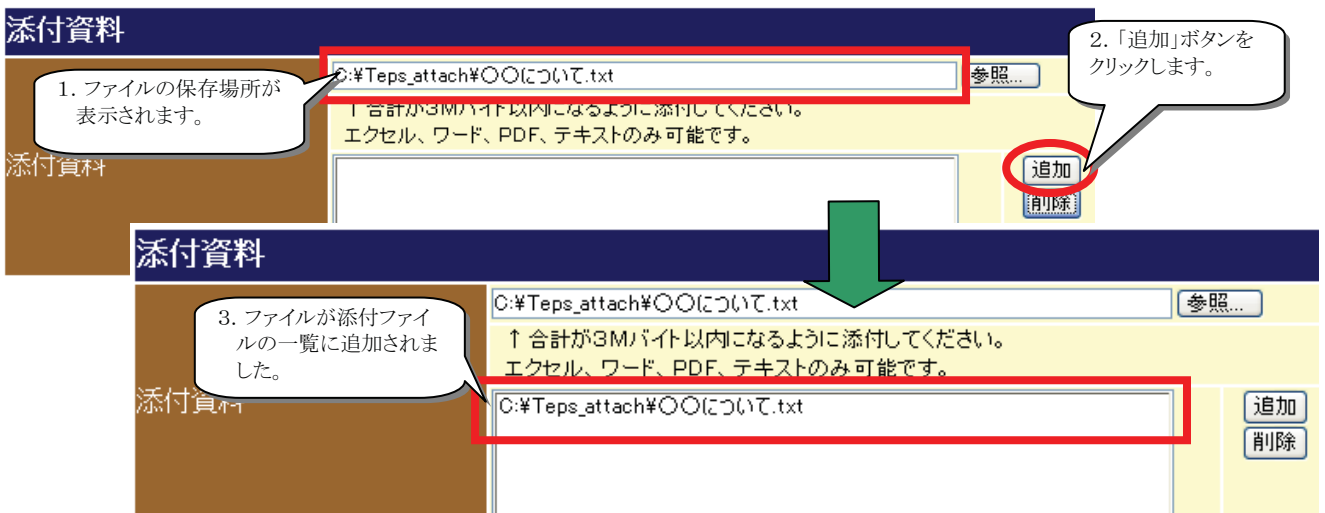 添付資料
1．ファイルの保存場所が
表示されます。
C:¥Teps_attach¥〇〇について.txt
参照...
2．「追加」ボタンを
クリックします。
↑合計が3Mバイト以内になるように添付してください。
エクセル、ワード、PDF、テキストのみ可能です。
添付資料
追加
削除
添付資料
C:¥Teps_attach¥〇〇について.txt
参照...
3．ファイルが添付ファイ
ルの一覧に追加されま
した。
↑合計が3Mバイト以内になるように添付してください。
エクセル、ワード、PDF、テキストのみ可能です。
添付資料
C:¥Teps_attach¥〇〇について.txt
追加
削除